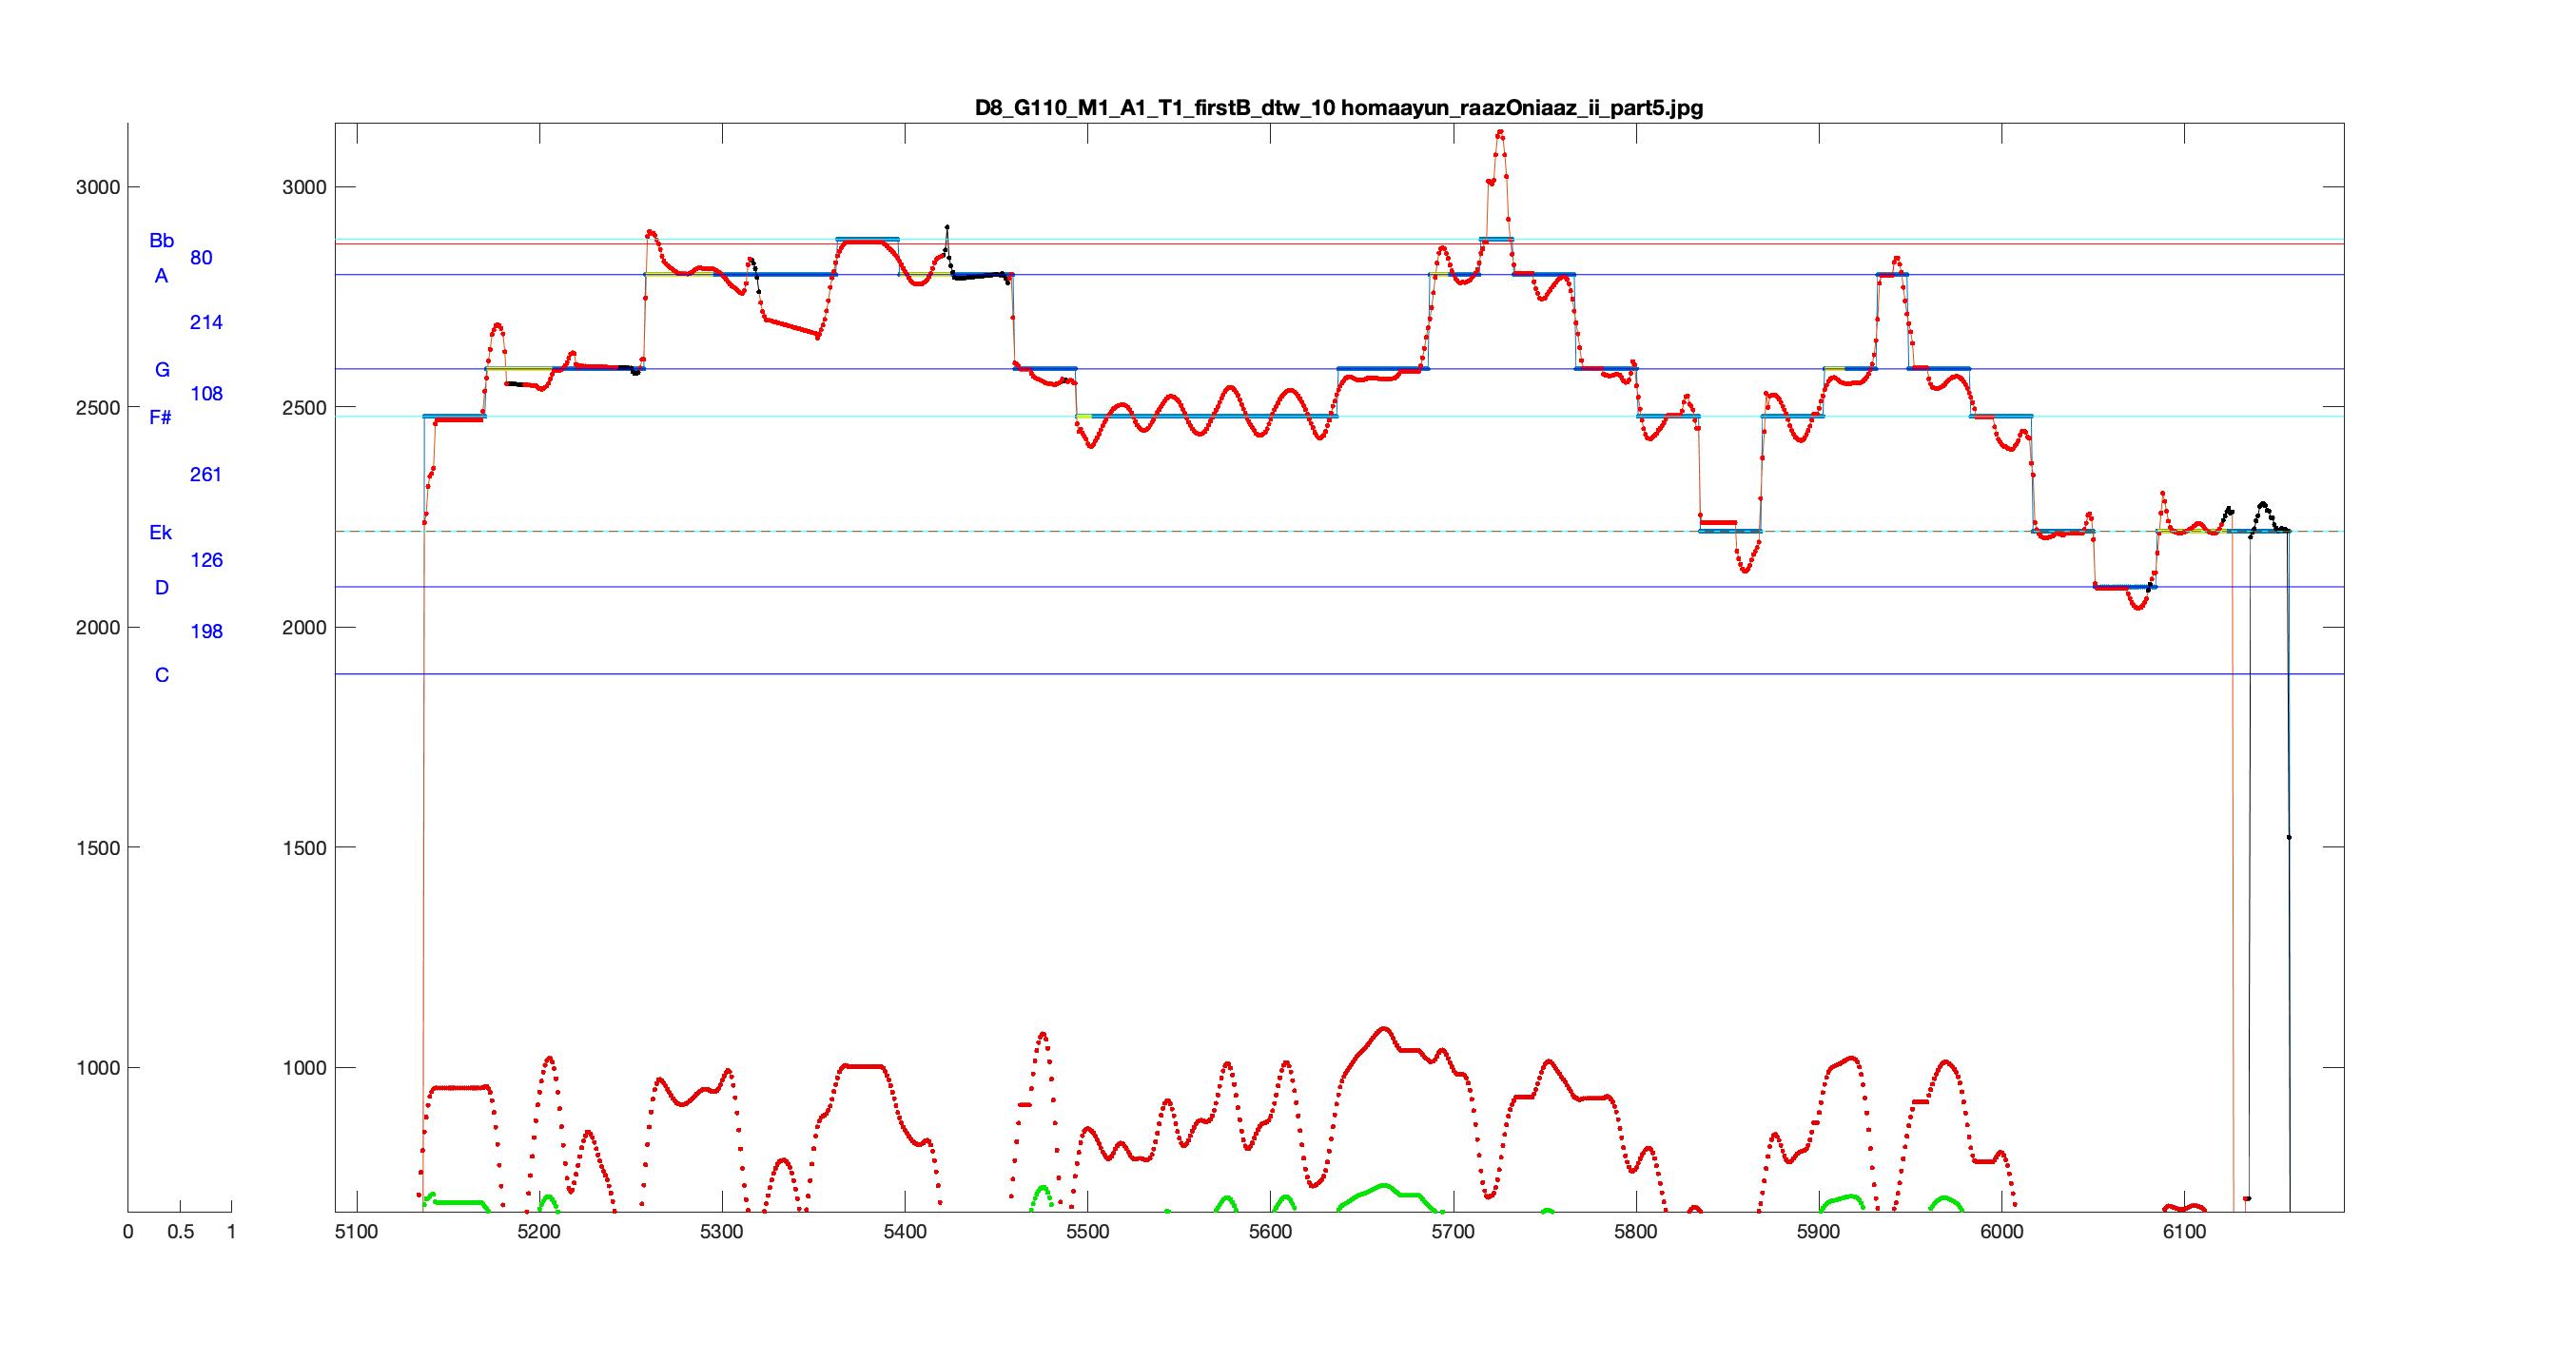 D8_G110_M1_A1_T1_firstB_dtw_10 homaayun_raazOniaaz_ii_part5.jpg
3000 3000
Bb
80
A
214
G
108
2500 F# 2500
261
Ek
126
D
2000 198 2000
C
1500 1500
1000 1000
0 0.5 1 5100 5200 5300 5400 5500 5600 5700 5800 5900 6000 6100